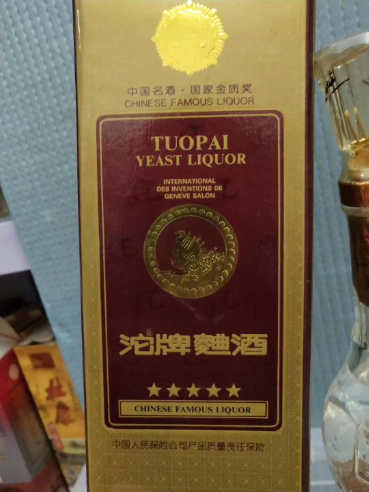 中国名酒·国家金质奖
CHINESE FAMOUS LIQUOR
TUOPAI
YEAST LIQUOR
INTERNATIONAL
DES INVENTIONS DE
GENEVE SALON
沱牌麯酒
CHINESE FAMOUS LIQUOR
中国人民保险公司产品质量责任保险